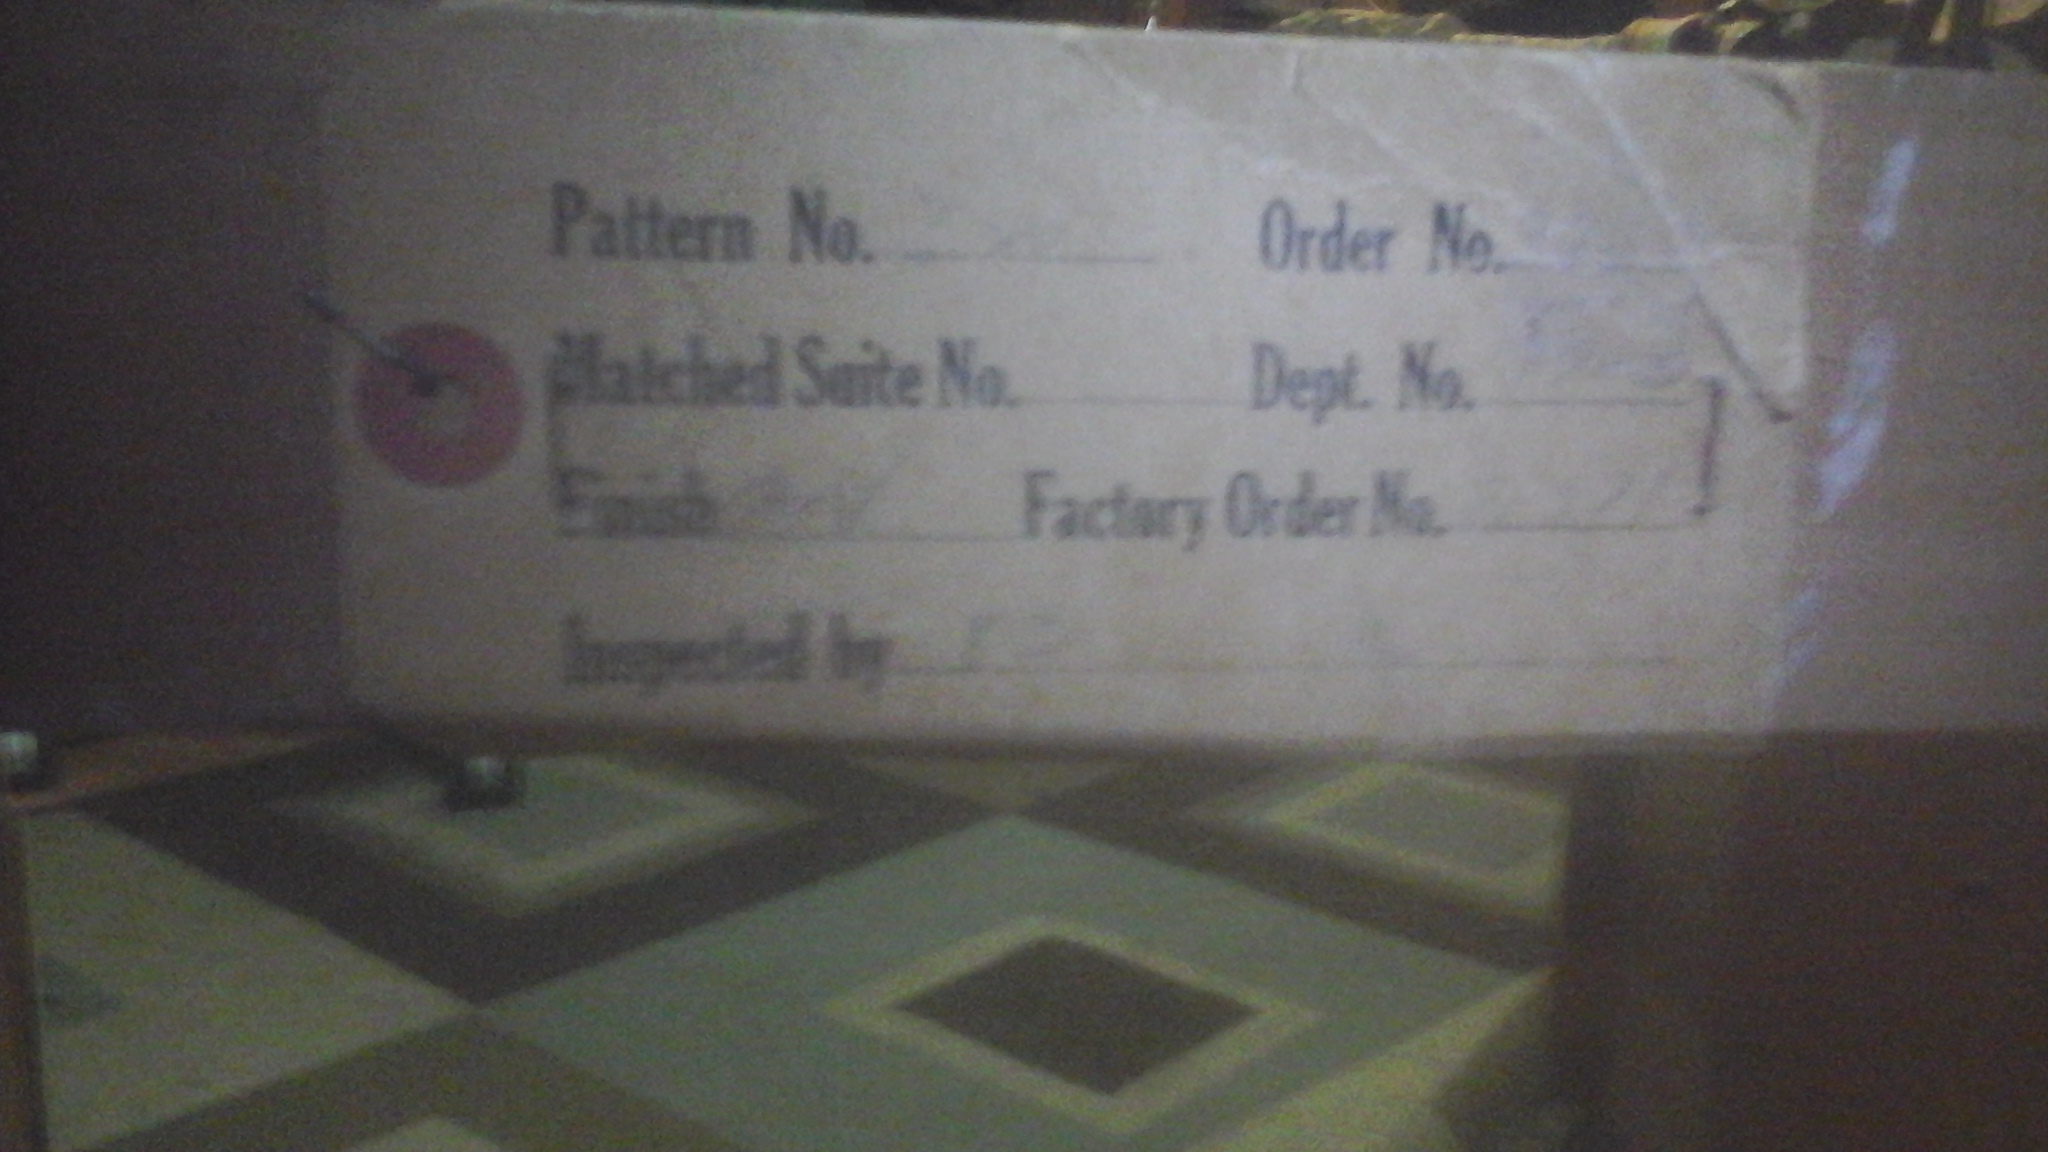 Pattern No. Order No.
Matched Suite No. Dept. No.
Finish Factory Order No.
Inspected by